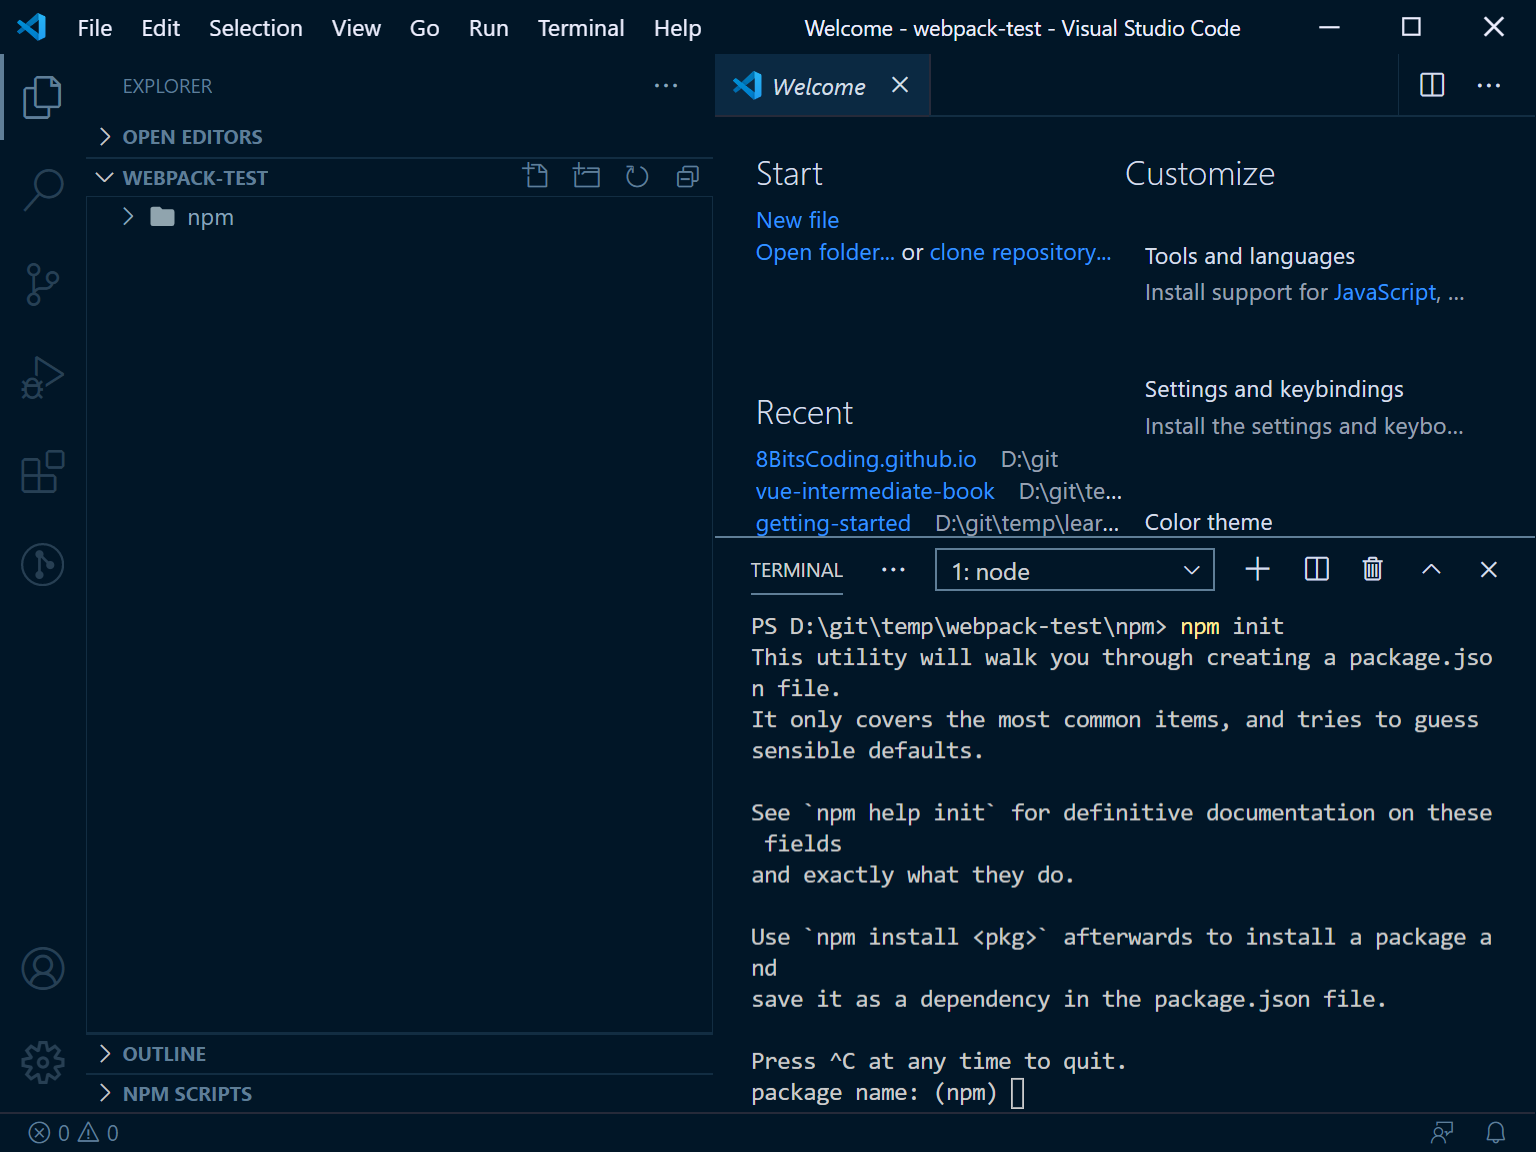 File Edit Selection View Go Run Terminal Help Welcome - webpack-test - Visual Studio Code
EXPLORER
OPEN EDITORS
WEBPACK-TEST
npm
OUTLINE
NPM SCRIPTS
Welcome
Start
New file
Open folder... or clone repository...
Recent
8BitsCoding.github.io D:\git
vue-intermediate-book D:\git\te...
getting-started D:\git\temp\lear...
Customize
Tools and languages
Install support for JavaScript, ...
Settings and keybindings
Install the settings and keybo...
Color theme
TERMINAL 1: node
PS D:\git\temp\webpack-test\npm> npm init
This utility will walk you through creating a package.jso
n file.
It only covers the most common items, and tries to guess
sensible defaults.
See `npm help init` for definitive documentation on these
 fields
and exactly what they do.
Use `npm install <pkg>` afterwards to install a package a
nd
save it as a dependency in the package.json file.
Press ^C at any time to quit.
package name: (npm)
0 0